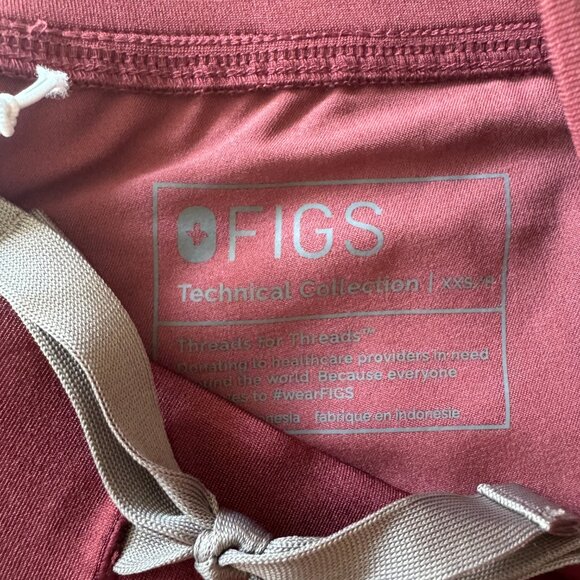 FIGS
Technical Collection | XXS/
Threads for Threads™
Donating to healthcare providers in need
the world. Because everyone
to #wearFIGS
fabriqué en Indonésie